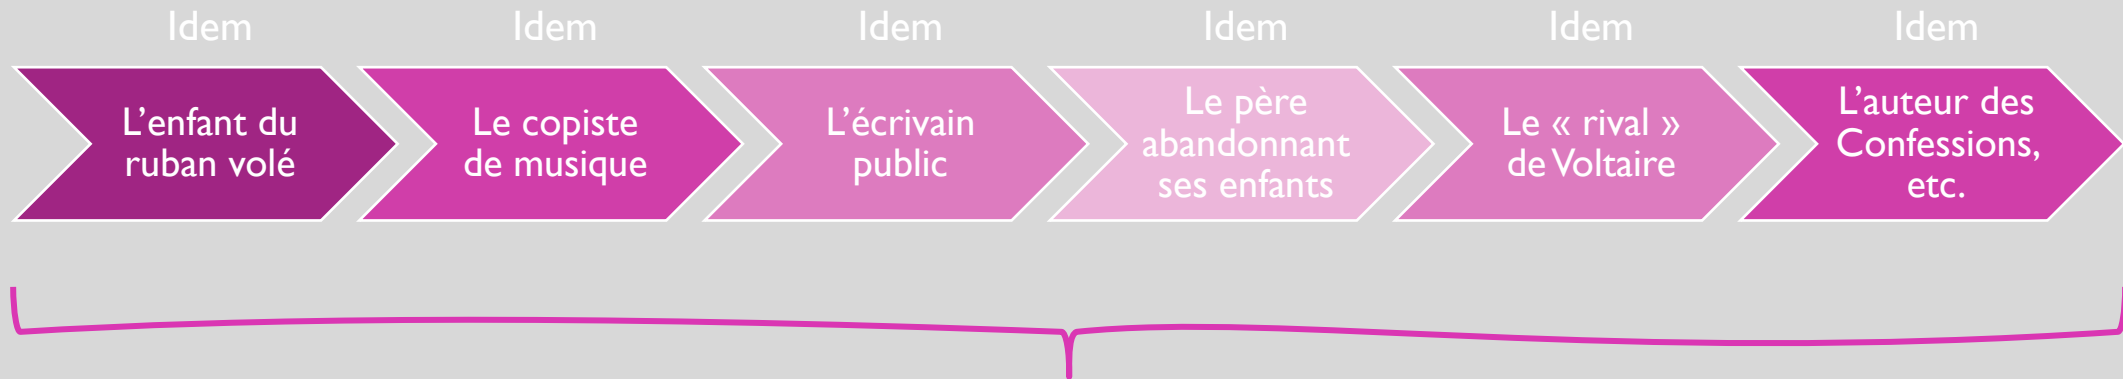 Idem Idem Idem Idem Idem Idem
L’enfant du
ruban volé
Le copiste
de musique
L’écrivain
public
Le père
abandonnant
ses enfants
Le « rival »
de Voltaire
L’auteur des
Confessions,
etc.